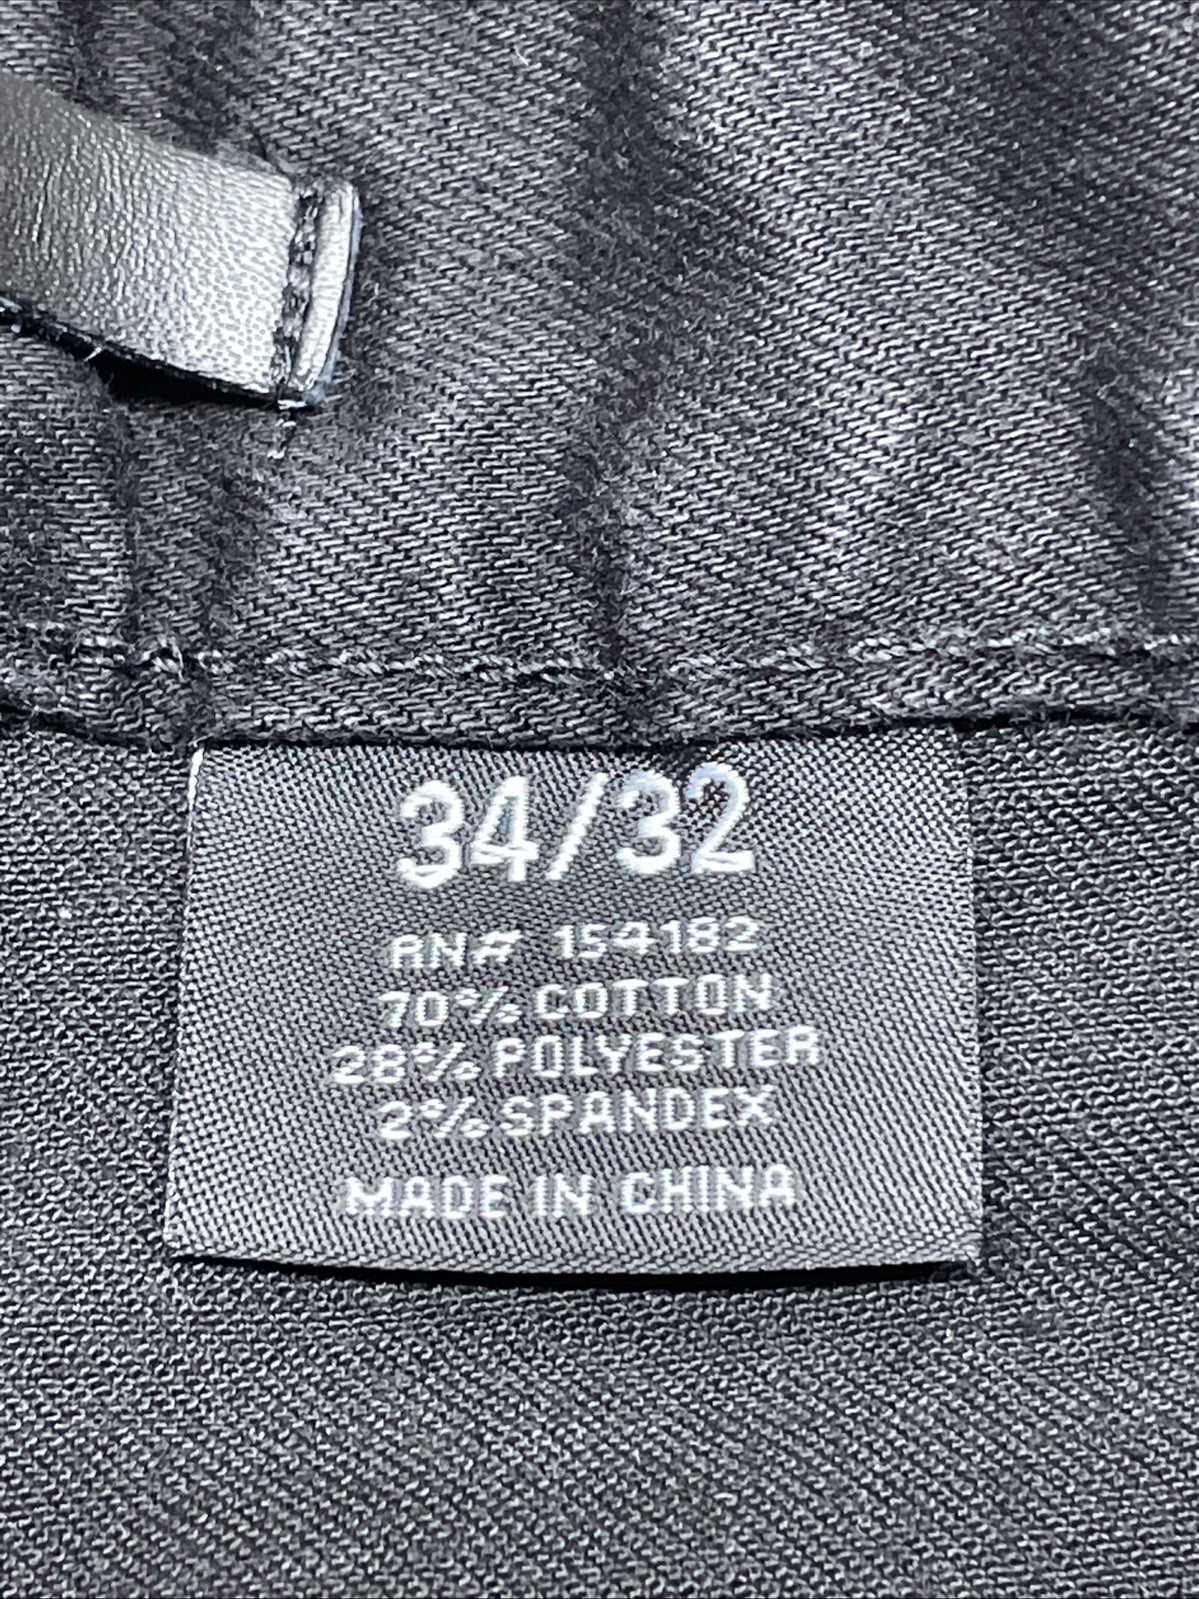 34/32
RN# 154182
70% COTTON
28% POLYESTER
2% SPANDEX
MADE IN CHINA